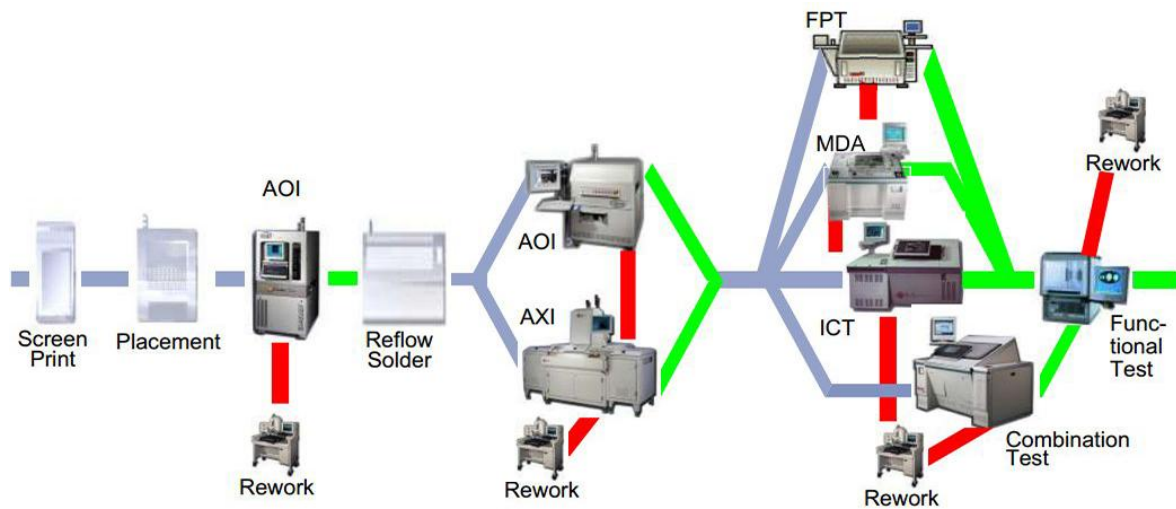 FPT
MDA
Rework
AOI
AOI
Screen
Print
Placement
Reflow
Solder
AXI
ICT
Func-
tional
Test
Combination
Test
Rework
Rework
Rework